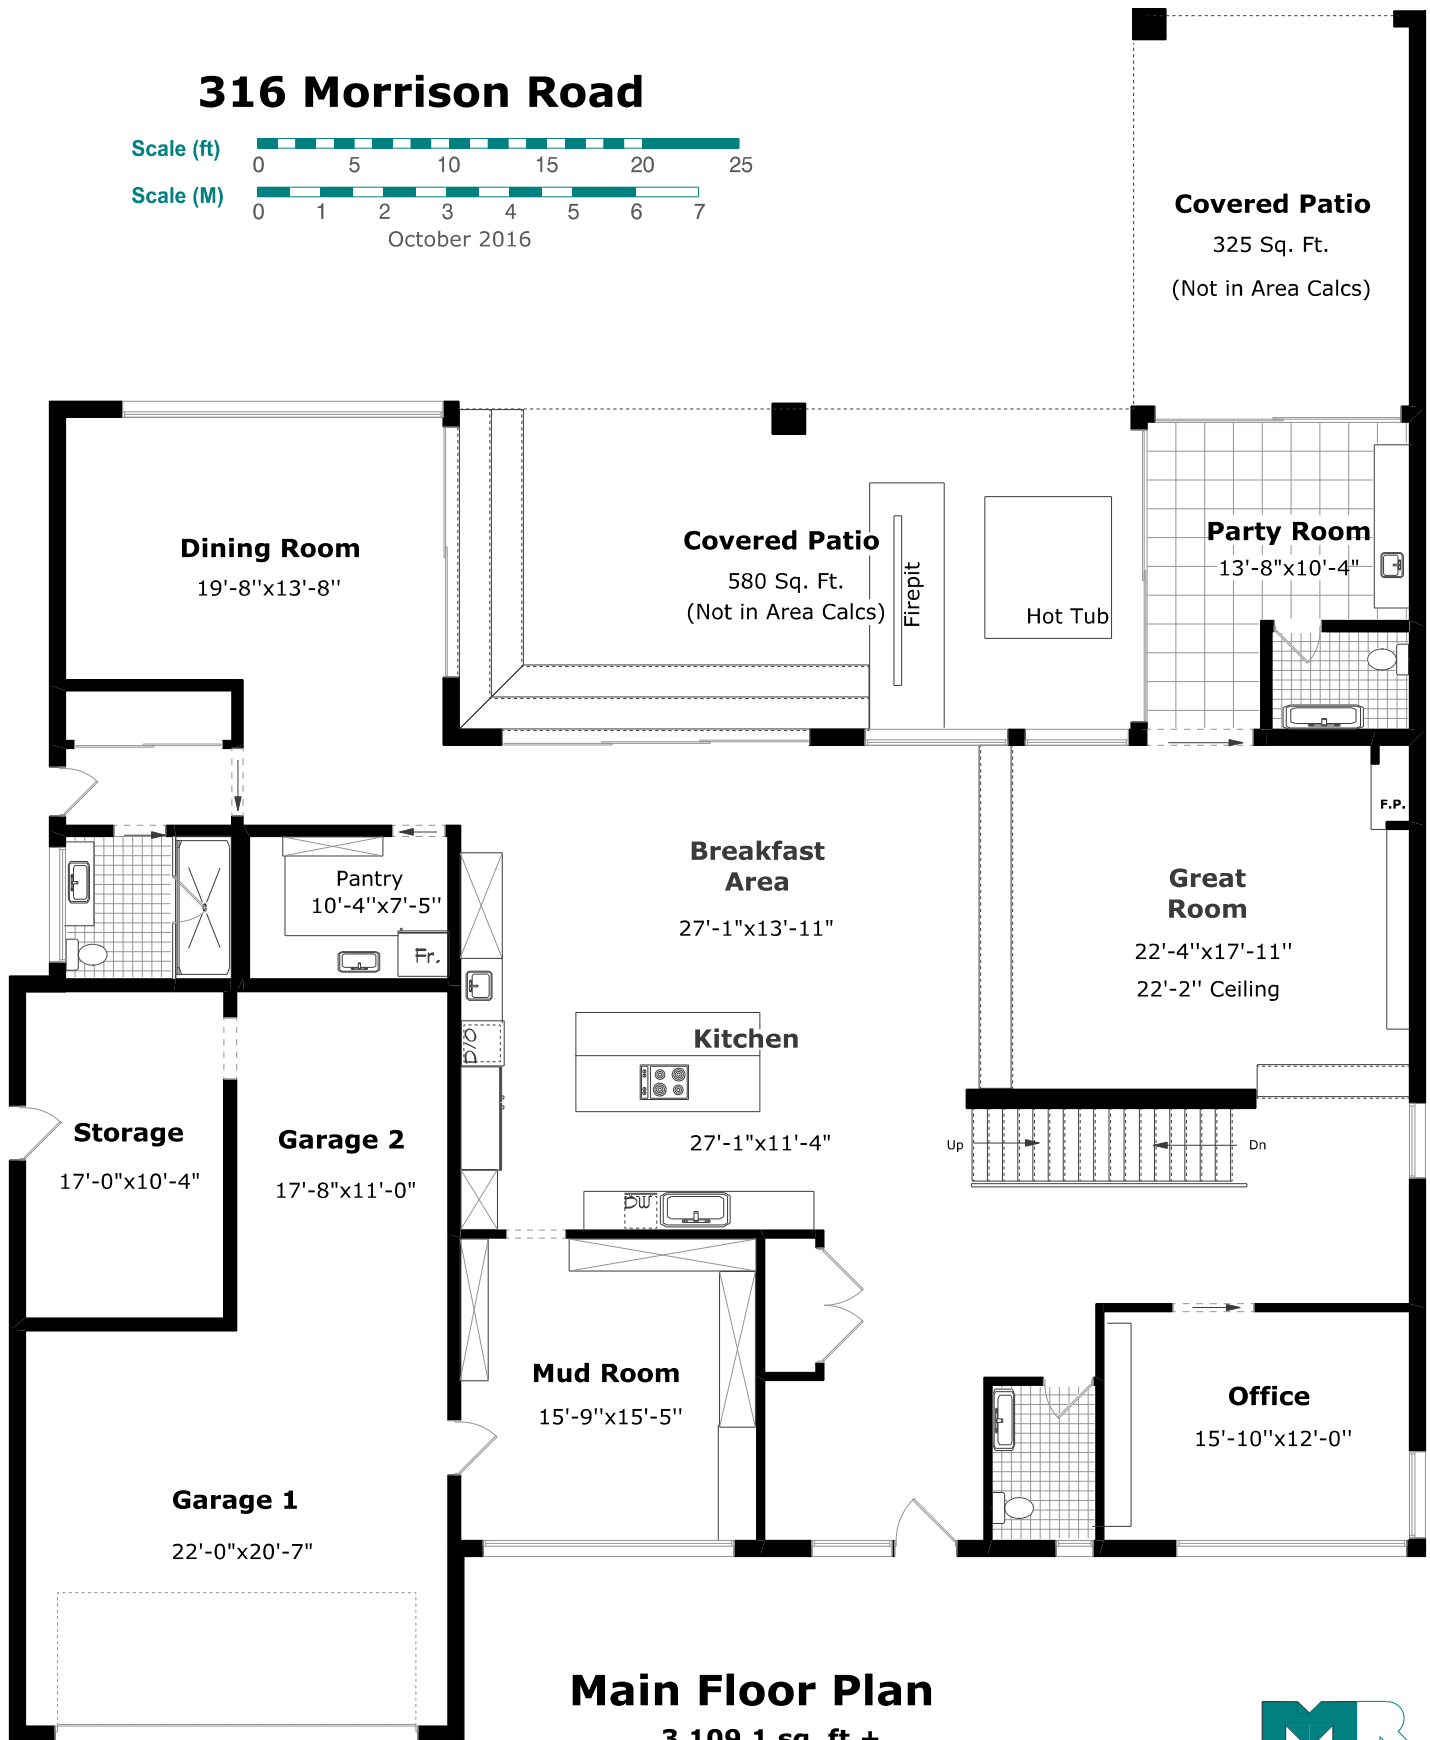 316 Morrison Road
Scale (ft)
0 5 10 15 20 25
Scale (M)
0 1 2 3 4 5 6 7
October 2016
Covered Patio
325 Sq. Ft.
(Not in Area Calcs)
Dining Room
19'-8''x13'-8''
Covered Patio
580 Sq. Ft.
(Not in Area Calcs)
Firepit
Hot Tub
Party Room
13'-8"x10'-4"
F.P.
Pantry
10'-4''x7'-5''
Fr.
Breakfast
Area
27'-1"x13'-11"
Great
Room
22'-4''x17'-11''
22'-2'' Ceiling
D/O
Kitchen
27'-1"x11'-4"
DW
Up
Dn
Storage
17'-0"x10'-4"
Garage 2
17'-8"x11'-0"
Mud Room
15'-9''x15'-5''
Office
15'-10''x12'-0''
Garage 1
22'-0"x20'-7"
Main Floor Plan
3,109.1 sq. ft ±